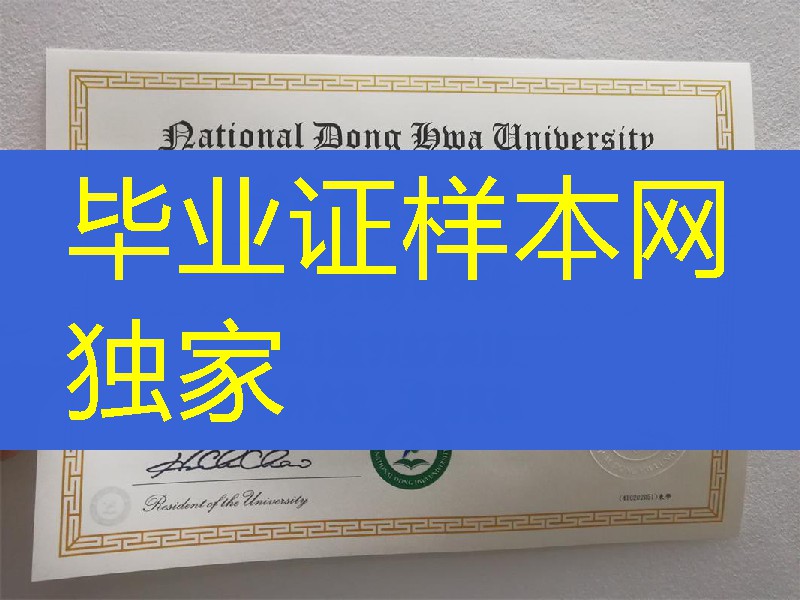 National Dong Hwa University
毕业证样本网
独家
President of the University